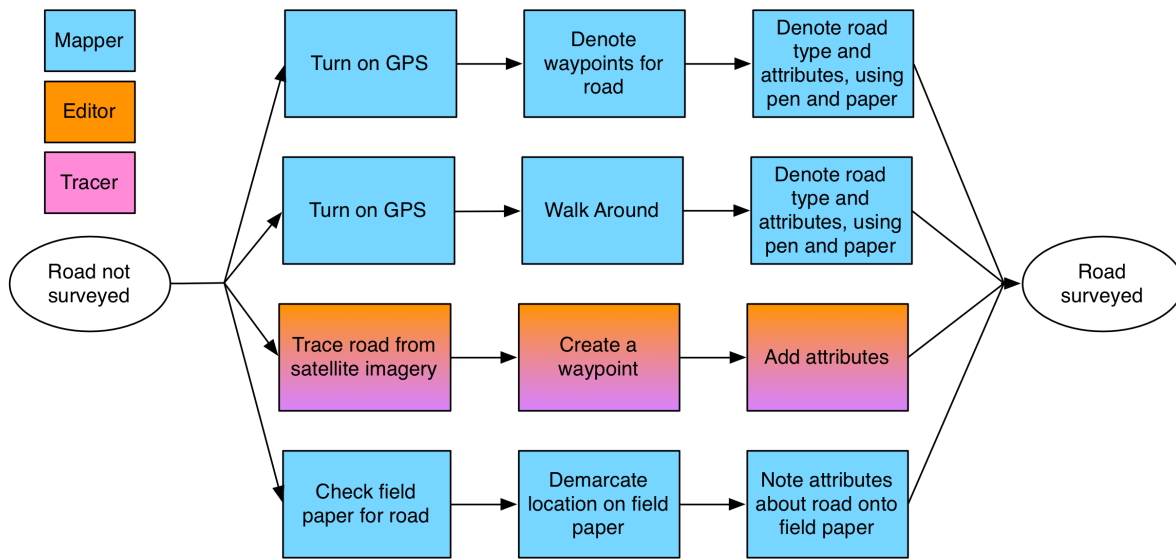 Mapper
Editor
Tracer
Road not
surveyed
Turn on GPS
Denote
waypoints for
road
Denote road
type and
attributes, using
pen and paper
Turn on GPS
Walk Around
Denote road
type and
attributes, using
pen and paper
Trace road from
satellite imagery
Create a
waypoint
Add attributes
Check field
paper for road
Demarcate
location on field
paper
Note attributes
about road onto
field paper
Road
surveyed